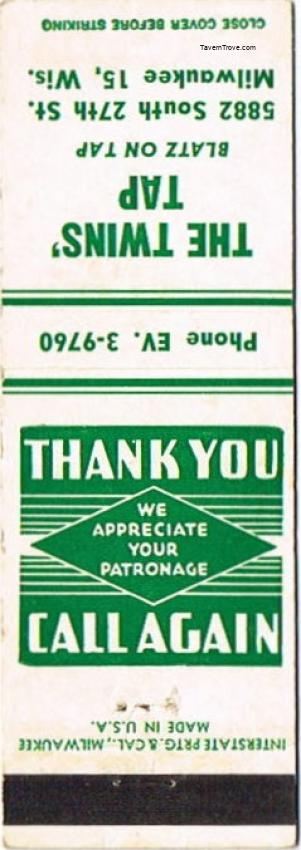 TavernTrove.com
THE TWINS'
TAP
BLATZ ON TAP
5882 South 27th St.
Milwaukee 15, Wis.
CLOSE COVER BEFORE STRIKING
Phone EV. 3-9760
THANK YOU
WE
APPRECIATE
YOUR
PATRONAGE
CALL AGAIN
INTERSTATE PRTG. & CAL., MILWAUKEE
MADE IN U.S.A.